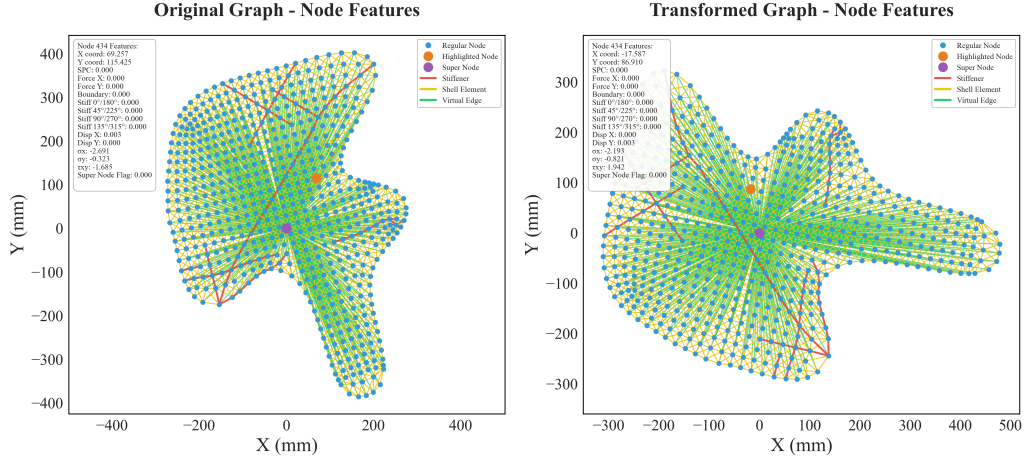 Original Graph - Node Features
Node 434 Features:
X coord: 69.257
Y coord: 115.425
SPC: 0.000
Force X: 0.000
Force Y: 0.000
Boundary: 0.000
Stiff 0°/180°: 0.000
Stiff 45°/225°: 0.000
Stiff 90°/270°: 0.000
Stiff 135°/315°: 0.000
Disp X: 0.003
Disp Y: 0.000
σx: -2.691
σy: -0.323
τxy: -1.685
Super Node Flag: 0.000
Regular Node
Highlighted Node
Super Node
Stiffener
Shell Element
Virtual Edge
400
300
200
100
0
−100
−200
−300
−400
Y (mm)
−400
−200
0
200
400
X (mm)
Transformed Graph - Node Features
Node 434 Features:
X coord: -17.587
Y coord: 86.910
SPC: 0.000
Force X: 0.000
Force Y: 0.000
Boundary: 0.000
Stiff 0°/180°: 0.000
Stiff 45°/225°: 0.000
Stiff 90°/270°: 0.000
Stiff 135°/315°: 0.000
Disp X: 0.000
Disp Y: 0.003
σx: -2.193
σy: -0.821
τxy: 1.942
Super Node Flag: 0.000
Regular Node
Highlighted Node
Super Node
Stiffener
Shell Element
Virtual Edge
300
200
100
0
−100
−200
−300
Y (mm)
−300
−200
−100
0
100
200
300
400
500
X (mm)